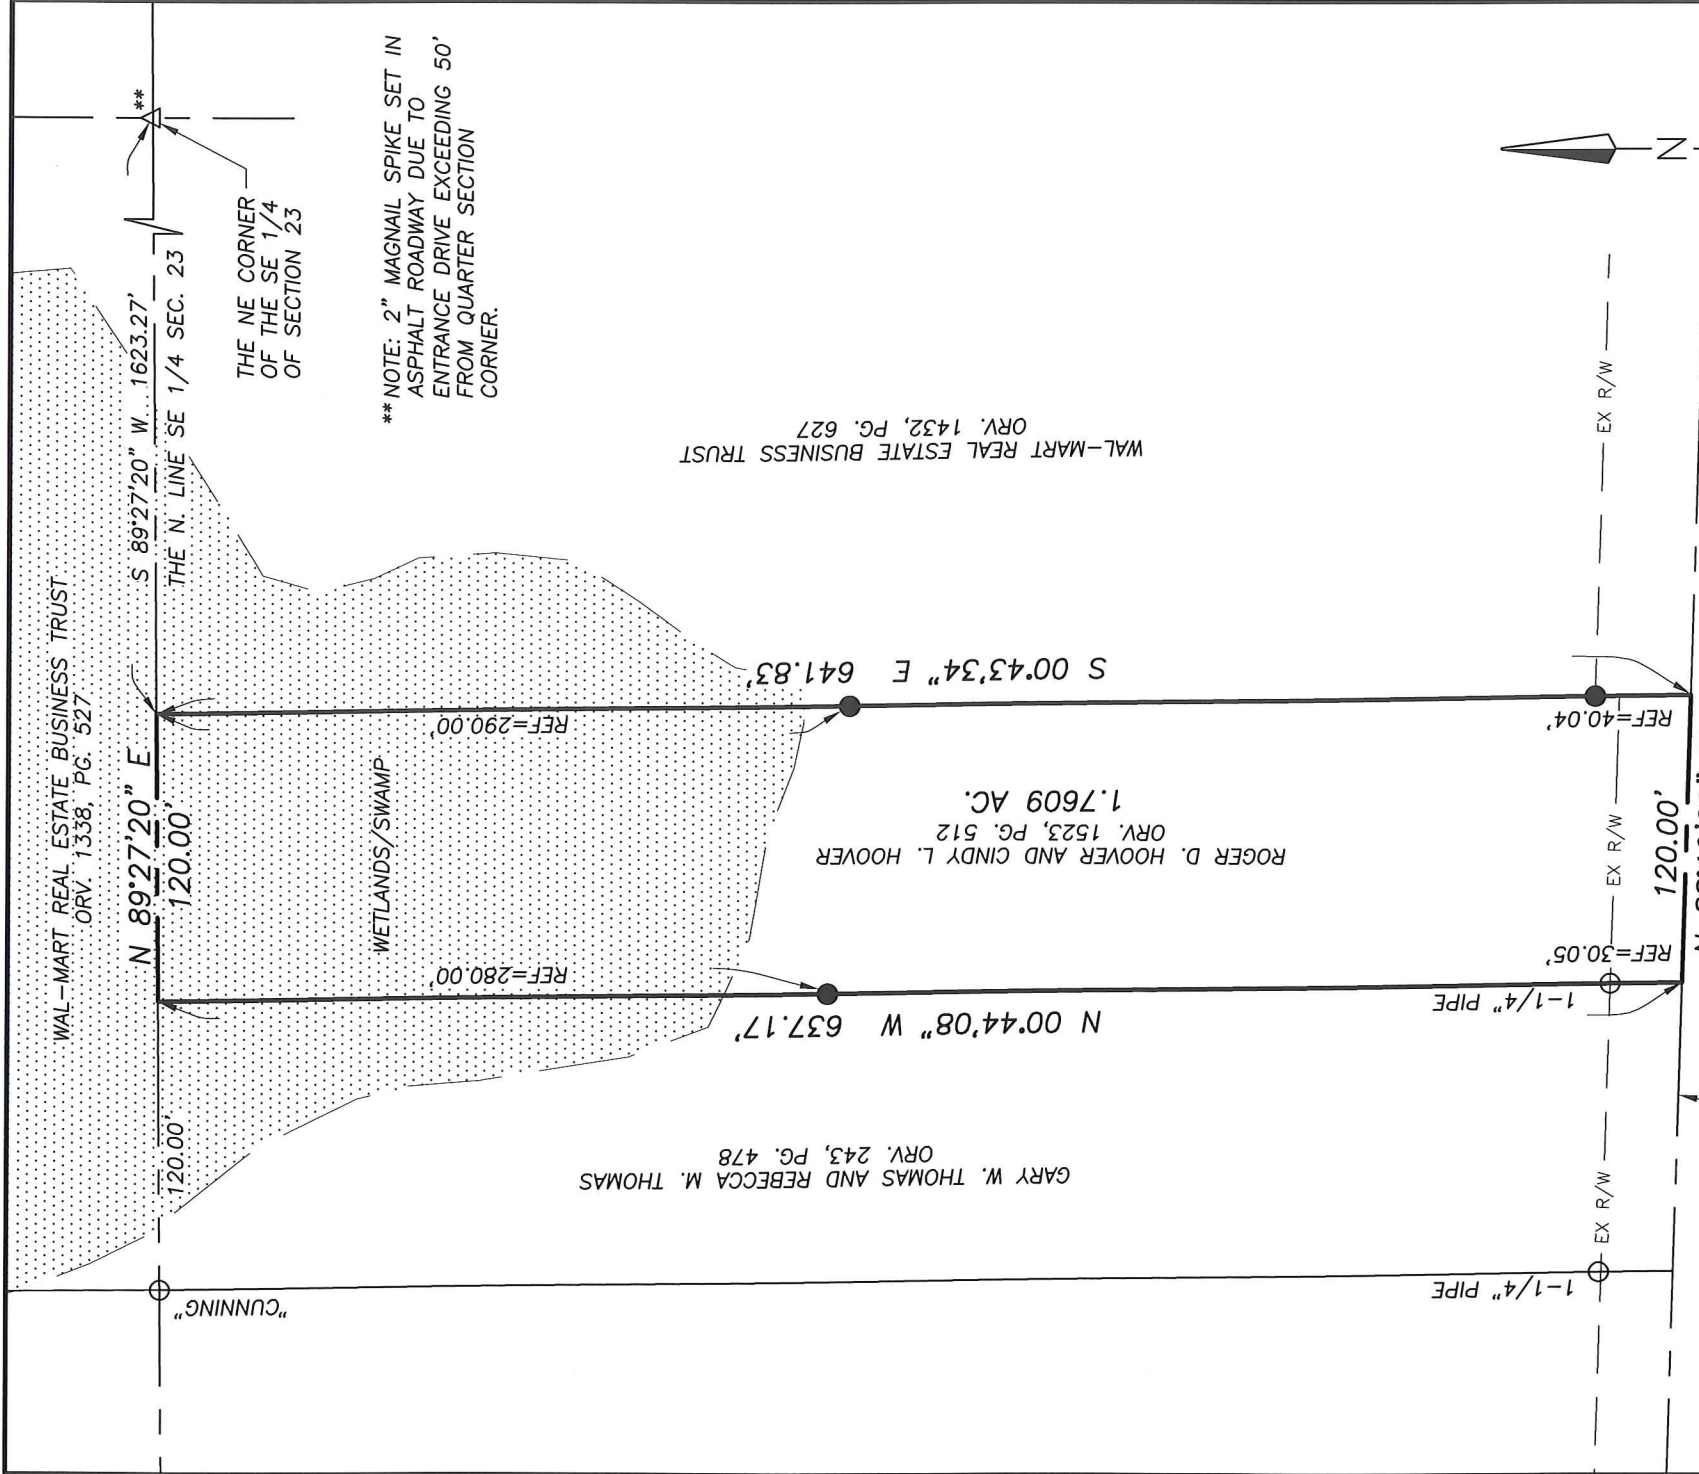 WAL-MART REAL ESTATE BUSINESS TRUST
ORV. 1338, PG. 527
S 89°27'20" W 1623.27'
THE N. LINE SE 1/4 SEC. 23
**
THE NE CORNER
OF THE SE 1/4
OF SECTION 23
**NOTE: 2" MAGNAIL SPIKE SET IN
ASPHALT ROADWAY DUE TO
ENTRANCE DRIVE EXCEEDING 50'
FROM QUARTER SECTION
CORNER.
N 89°27'20" E
120.00'
120.00'
"CUNNING"
WETLANDS/SWAMP
REF=290.00'
REF=280.00'
WAL-MART REAL ESTATE BUSINESS TRUST
ORV. 1432, PG. 627
S 00°43'34" E 641.83'
ROGER D. HOOVER AND CINDY L. HOOVER
ORV. 1523, PG. 512
1.7609 AC.
N 00°44'08" W 637.17'
GARY W. THOMAS AND REBECCA M. THOMAS
ORV. 243, PG. 478
REF=40.04'
REF=30.05'
1-1/4" PIPE
1-1/4" PIPE
EX R/W
EX R/W
EX R/W
120.00'
N